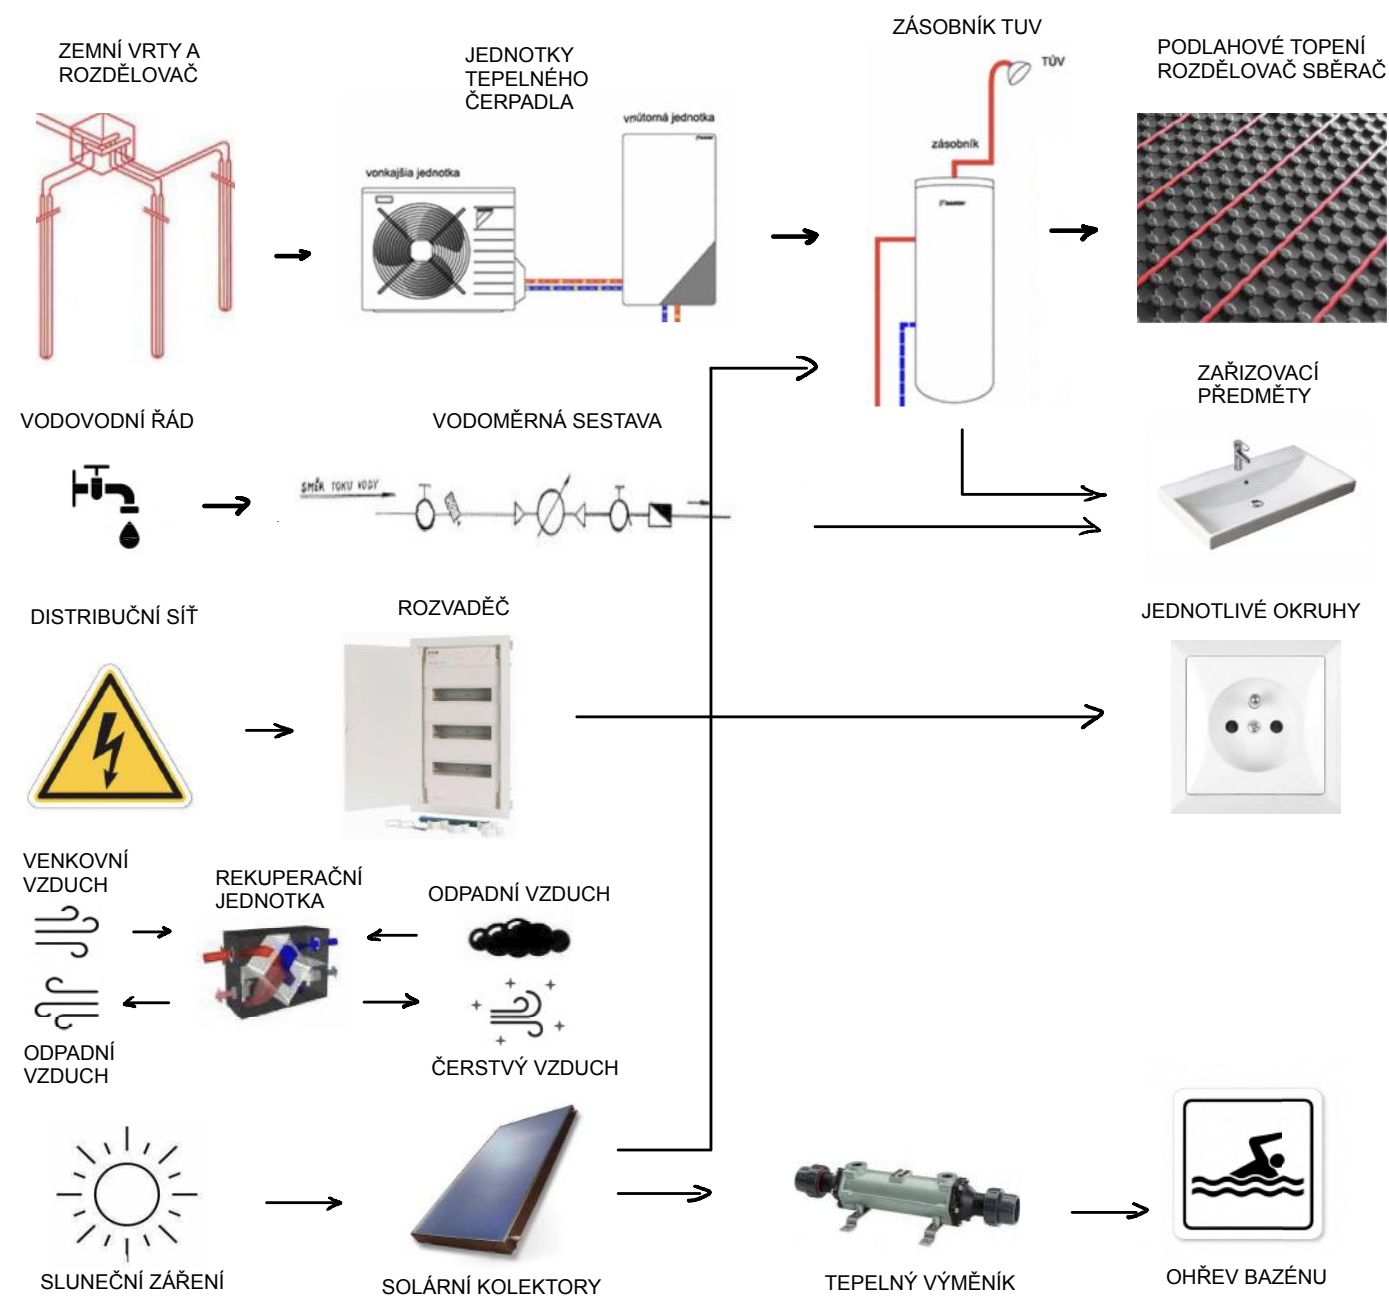 ZEMNÍ VRTY A
ROZDĚLOVAČ
JEDNOTKY
TEPELNÉHO
ČERPADLA
ZÁSOBNÍK TUV
PODLAHOVÉ TOPENÍ
ROZDĚLOVAČ SBĚRAČ
vonkajšia jednotka
vnútorná jednotka
TÚV
zásobník
VODOVODNÍ ŘÁD
VODOMĚRNÁ SESTAVA
SMĚR TOKU VODY
ZAŘIZOVACÍ
PŘEDMĚTY
DISTRIBUČNÍ SÍŤ
ROZVADĚČ
JEDNOTLIVÉ OKRUHY
VENKOVNÍ
VZDUCH
REKUPERAČNÍ
JEDNOTKA
ODPADNÍ VZDUCH
ODPADNÍ
VZDUCH
ČERSTVÝ VZDUCH
SLUNEČNÍ ZÁŘENÍ
SOLÁRNÍ KOLEKTORY
TEPELNÝ VÝMĚNÍK
OHŘEV BAZÉNU